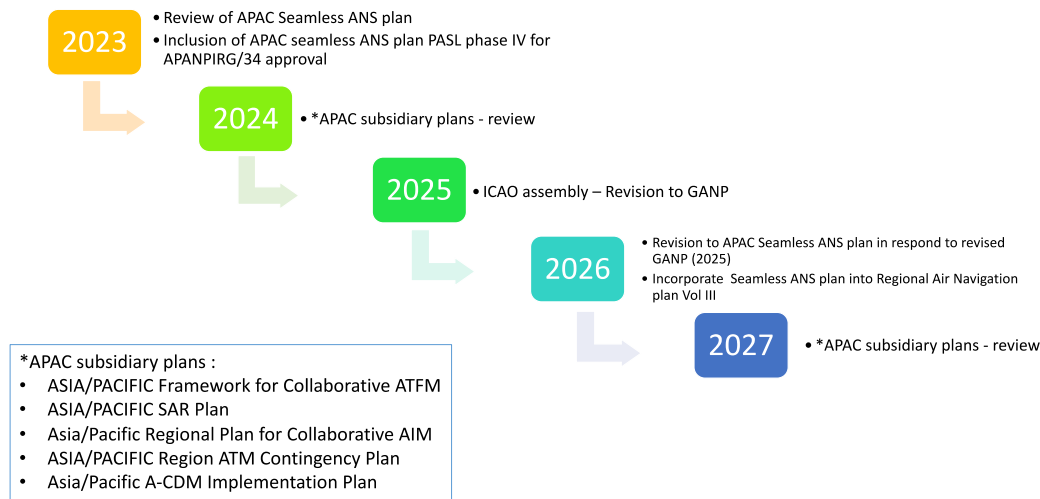 2023
• Review of APAC Seamless ANS plan
• Inclusion of APAC seamless ANS plan PASL phase IV for
APANPIRG/34 approval
2024
• *APAC subsidiary plans - review
2025
• ICAO assembly – Revision to GANP
2026
• Revision to APAC Seamless ANS plan in respond to revised
GANP (2025)
• Incorporate Seamless ANS plan into Regional Air Navigation
plan Vol III
2027
• *APAC subsidiary plans - review
*APAC subsidiary plans :
• ASIA/PACIFIC Framework for Collaborative ATFM
• ASIA/PACIFIC SAR Plan
• Asia/Pacific Regional Plan for Collaborative AIM
• ASIA/PACIFIC Region ATM Contingency Plan
• Asia/Pacific A-CDM Implementation Plan